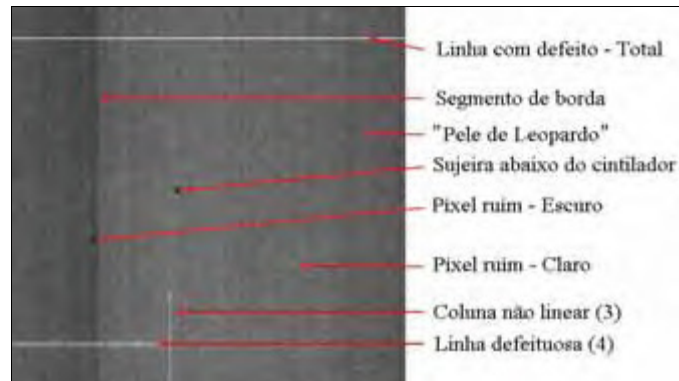 Linha com defeito - Total
Segmento de borda
"Pele de Leopardo"
Sujeira abaixo do cintilador
Pixel ruim - Escuro
Pixel ruim - Claro
Coluna não linear (3)
Linha defeituosa (4)